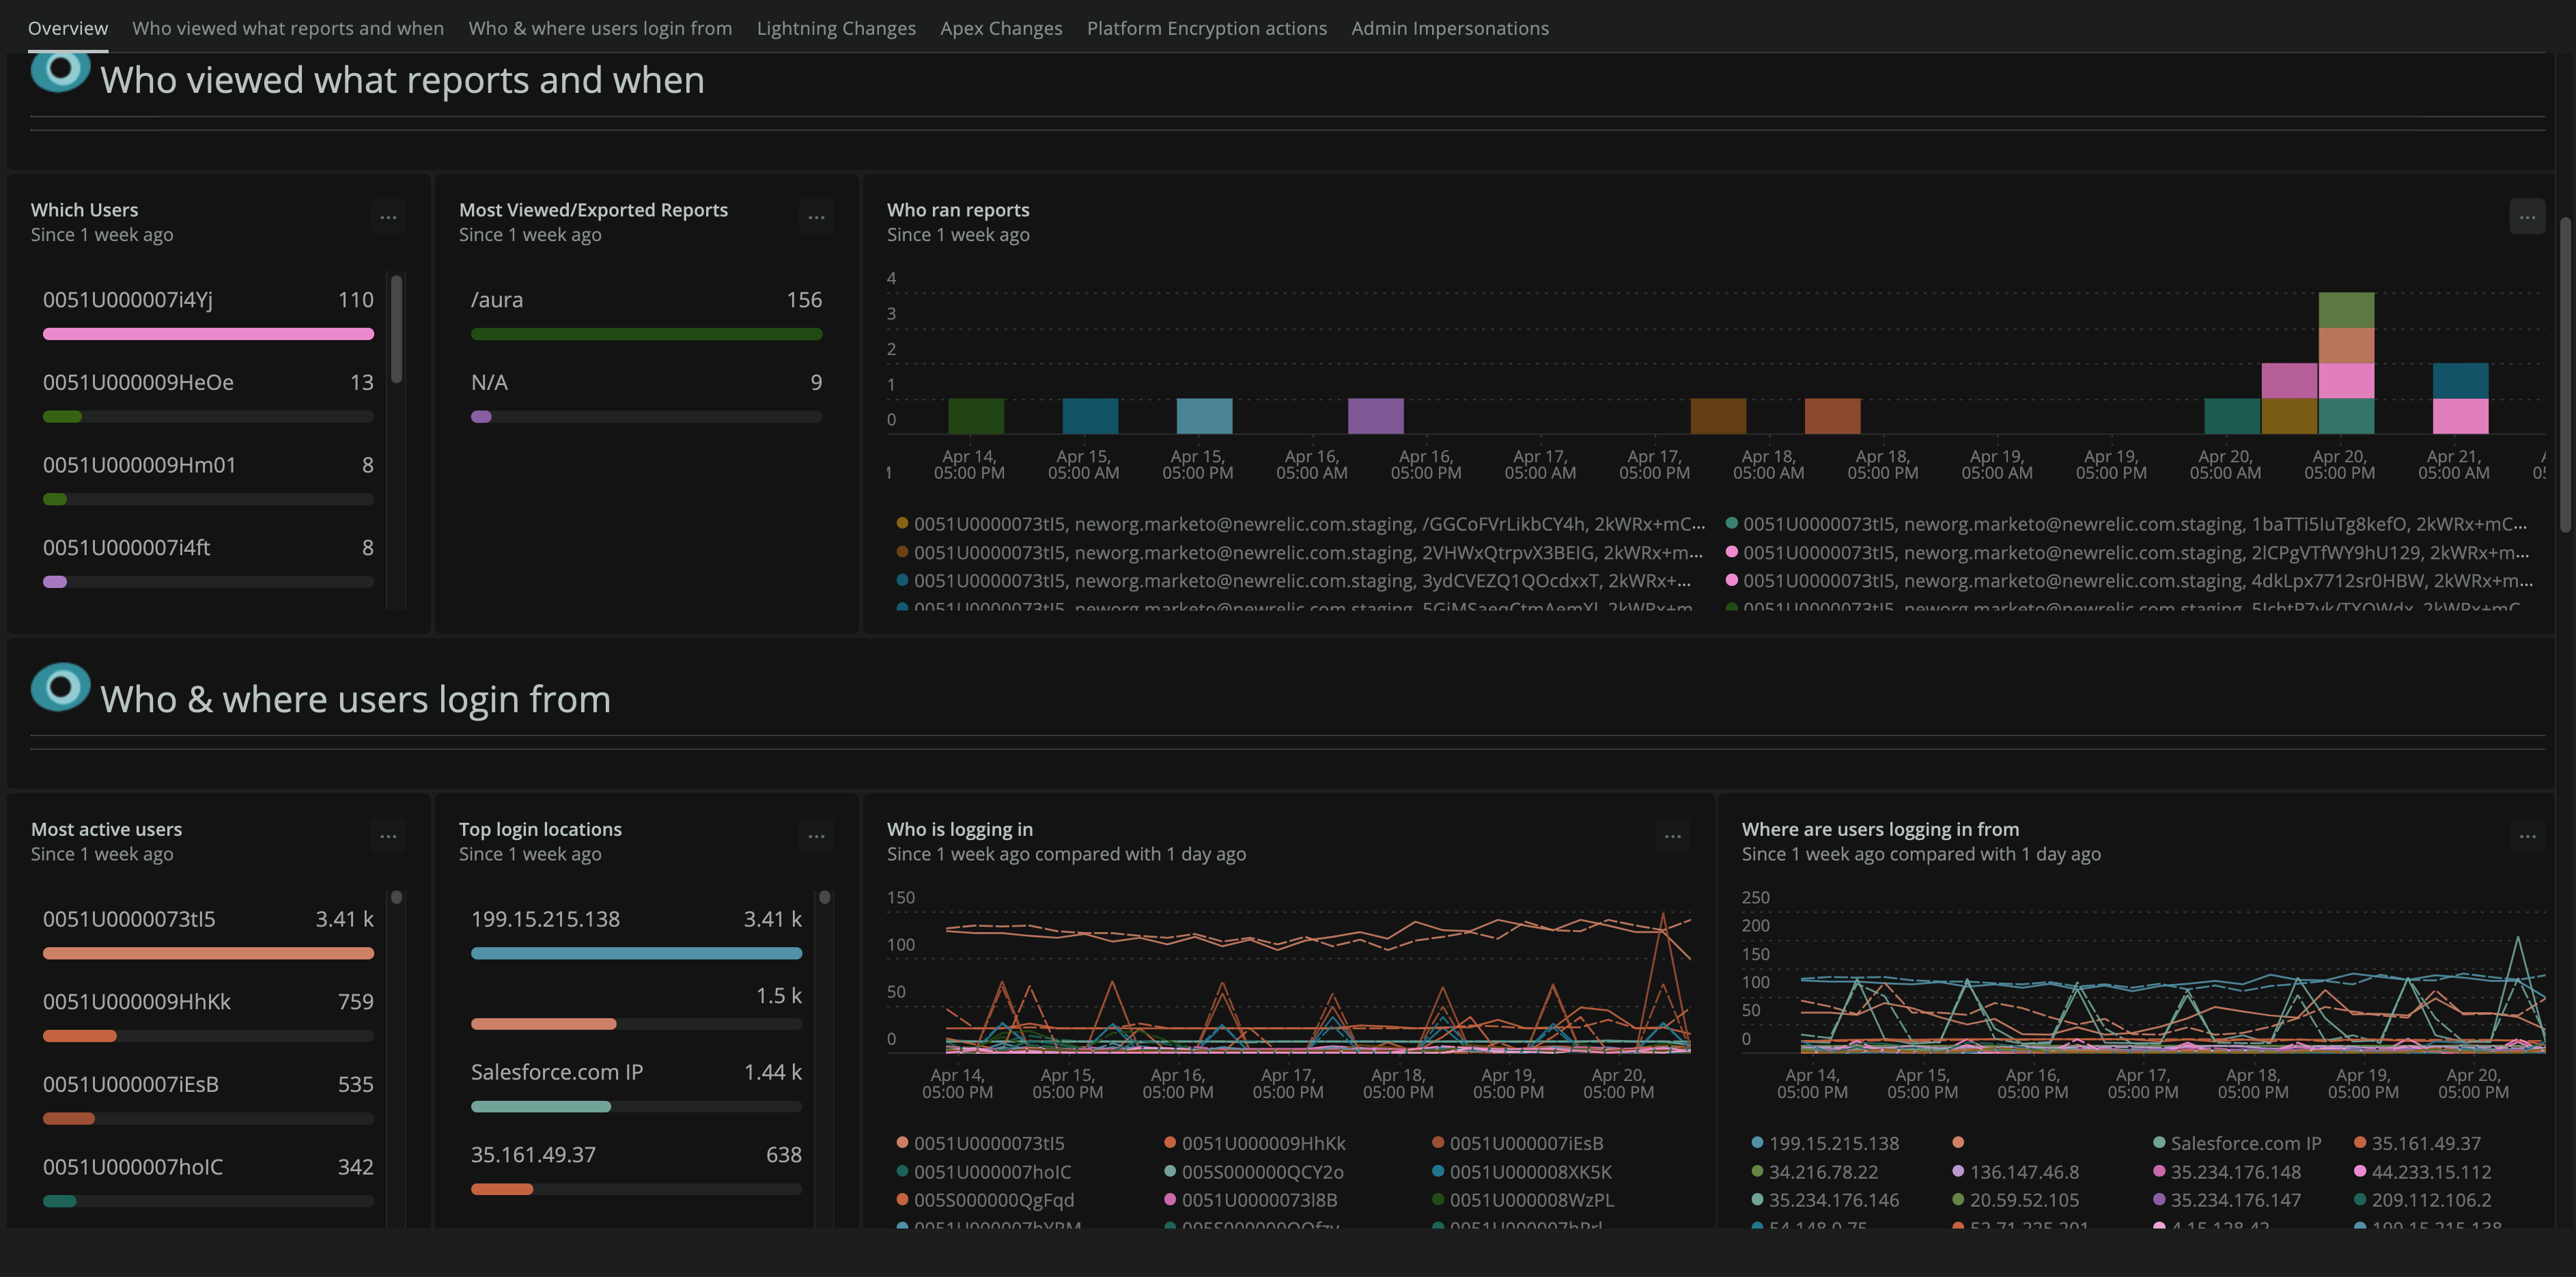 Overview Who viewed what reports and when Who & where users login from Lightning Changes Apex Changes Platform Encryption actions Admin Impersonations
Who viewed what reports and when
Which Users
Since 1 week ago
...
0051U000007i4Yj 110
0051U000009HeOe 13
0051U000009Hm01 8
0051U000007i4ft 8
Most Viewed/Exported Reports
Since 1 week ago
...
/aura 156
N/A 9
Who ran reports
Since 1 week ago
...
4
3
2
1
0
Apr 14, 05:00 PM
Apr 15, 05:00 AM
Apr 15, 05:00 PM
Apr 16, 05:00 AM
Apr 16, 05:00 PM
Apr 17, 05:00 AM
Apr 17, 05:00 PM
Apr 18, 05:00 AM
Apr 18, 05:00 PM
Apr 19, 05:00 AM
Apr 19, 05:00 PM
Apr 20, 05:00 AM
Apr 20, 05:00 PM
Apr 21, 05:00 AM
0051U0000073tI5, neworg.marketo@newrelic.com.staging, /GGCoFVrLikbCY4h, 2kWRx+mC...
0051U0000073tI5, neworg.marketo@newrelic.com.staging, 1baTTi5IuTg8kefO, 2kWRx+mC...
0051U0000073tI5, neworg.marketo@newrelic.com.staging, 2VHWxQtrpvX3BEIG, 2kWRx+m...
0051U0000073tI5, neworg.marketo@newrelic.com.staging, 2lCPgVTfWY9hU129, 2kWRx+m...
0051U0000073tI5, neworg.marketo@newrelic.com.staging, 3ydCVEZQ1QOcdxxT, 2kWRx+...
0051U0000073tI5, neworg.marketo@newrelic.com.staging, 4dkLpx7712sr0HBW, 2kWRx+m...
0051U0000073tI5, neworg.marketo@newrelic.com.staging,
0051U0000073tI5, neworg.marketo@newrelic.com.staging,
Who & where users login from
Most active users
Since 1 week ago
...
0051U0000073tI5 3.41 k
0051U000009HhKk 759
0051U000007iEsB 535
0051U000007hoIC 342
Top login locations
Since 1 week ago
...
199.15.215.138 3.41 k
1.5 k
Salesforce.com IP 1.44 k
35.161.49.37 638
Who is logging in
Since 1 week ago compared with 1 day ago
...
150
100
50
0
Apr 14, 05:00 PM
Apr 15, 05:00 PM
Apr 16, 05:00 PM
Apr 17, 05:00 PM
Apr 18, 05:00 PM
Apr 19, 05:00 PM
Apr 20, 05:00 PM
0051U0000073tI5 0051U000009HhKk 0051U000007iEsB
0051U000007hoIC 005S000000QCY2o 0051U000008XK5K
005S000000QgFqd 0051U0000073l8B 0051U000008WzPL
Where are users logging in from
Since 1 week ago compared with 1 day ago
...
250
200
150
100
50
0
Apr 14, 05:00 PM
Apr 15, 05:00 PM
Apr 16, 05:00 PM
Apr 17, 05:00 PM
Apr 18, 05:00 PM
Apr 19, 05:00 PM
Apr 20, 05:00 PM
199.15.215.138 Salesforce.com IP 35.161.49.37
34.216.78.22 136.147.46.8 35.234.176.148 44.233.15.112
35.234.176.146 20.59.52.105 35.234.176.147 209.112.106.2